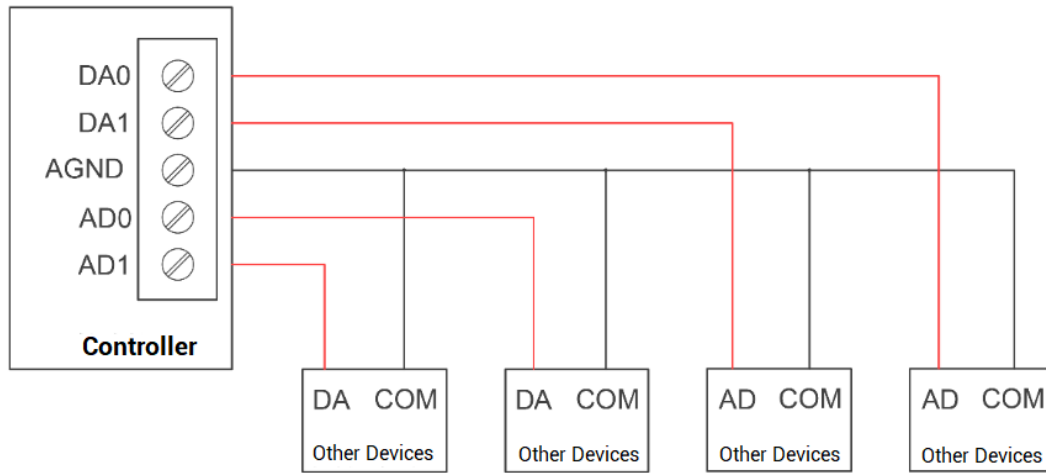 DA0
DA1
AGND
AD0
AD1
Controller
DA COM
Other Devices
DA COM
Other Devices
AD COM
Other Devices
AD COM
Other Devices